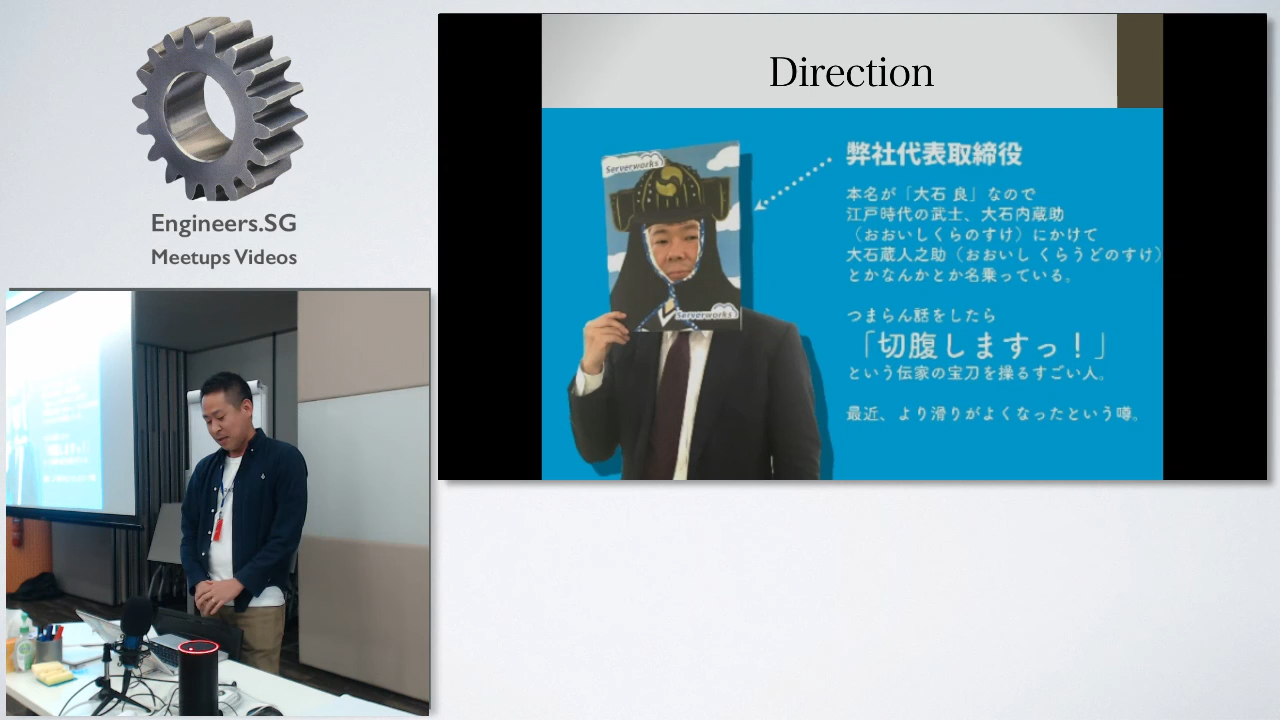 Engineers.SG
Meetups Videos
Direction
Serverworks
Serverworks
弊社代表取締役
本名が「大石 良」なので
江戸時代の武士、大石内蔵助
（おおいしくらのすけ）にかけて
大石蔵人之助（おおいし くらうどのすけ）
とかなんかとか名乗っている。
つまらん話をしたら
「切腹しますっ！」
という伝家の宝刀を操るすごい人。
最近、より滑りがよくなったという噂。